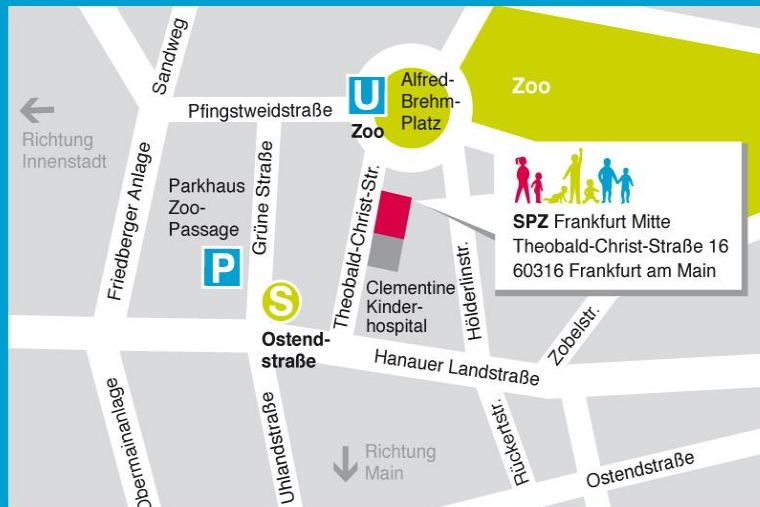 Sandweg
Richtung
Innenstadt
Pfingstweidstraße
U
Zoo
Alfred-
Brehm-
Platz
Zoo
Friedberger Anlage
Parkhaus
Zoo-
Passage
P
Grüne Straße
Theobald-Christ-Str.
SPZ Frankfurt Mitte
Theobald-Christ-Straße 16
60316 Frankfurt am Main
S
Ostend-
straße
Clementine
Kinder-
hospital
Hölderlinstr.
Zobelstr.
Hanauer Landstraße
Obermainanlage
Uhlandstraße
Richtung
Main
Rückertstr.
Ostendstraße